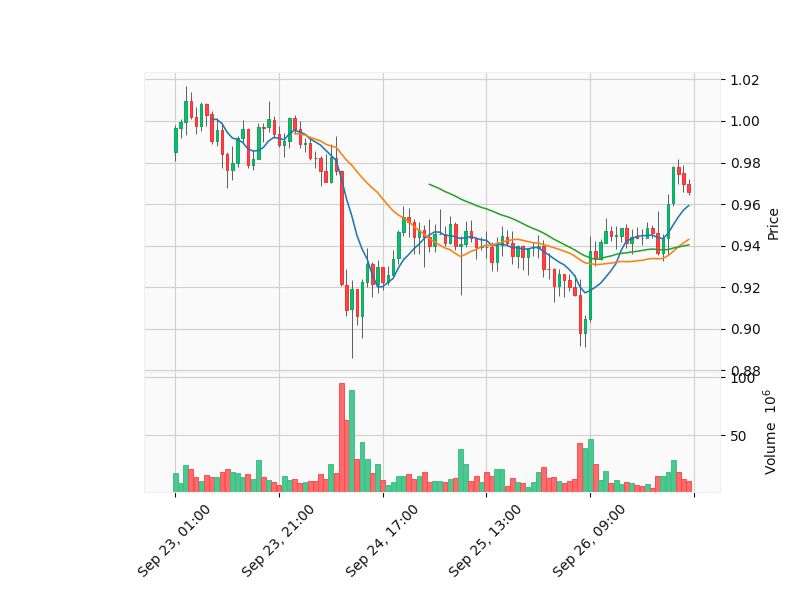 1.02
1.00
0.98
0.96
0.94
0.92
0.90
0.88
Price
100
50
Volume 10^6
Sep 23, 01:00
Sep 23, 21:00
Sep 24, 17:00
Sep 25, 13:00
Sep 26, 09:00